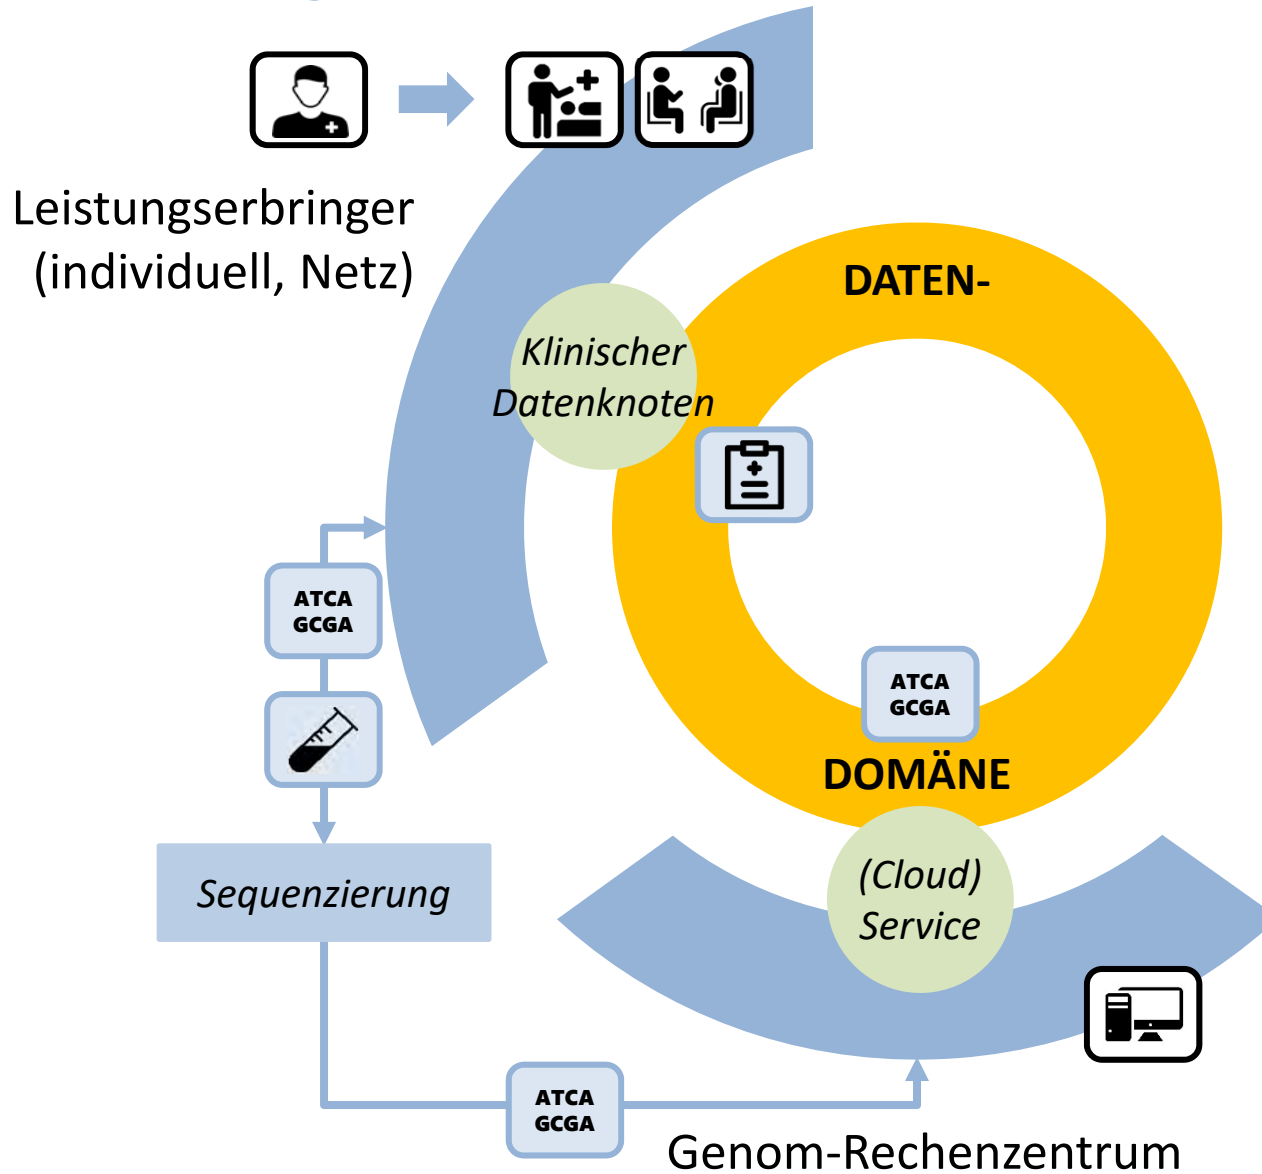 Leistungserbringer
(individuell, Netz)
DATEN-
Klinischer
Datenknoten
ATCA
GCGA
ATCA
GCGA
DOMÄNE
Sequenzierung
(Cloud)
Service
ATCA
GCGA
Genom-Rechenzentrum